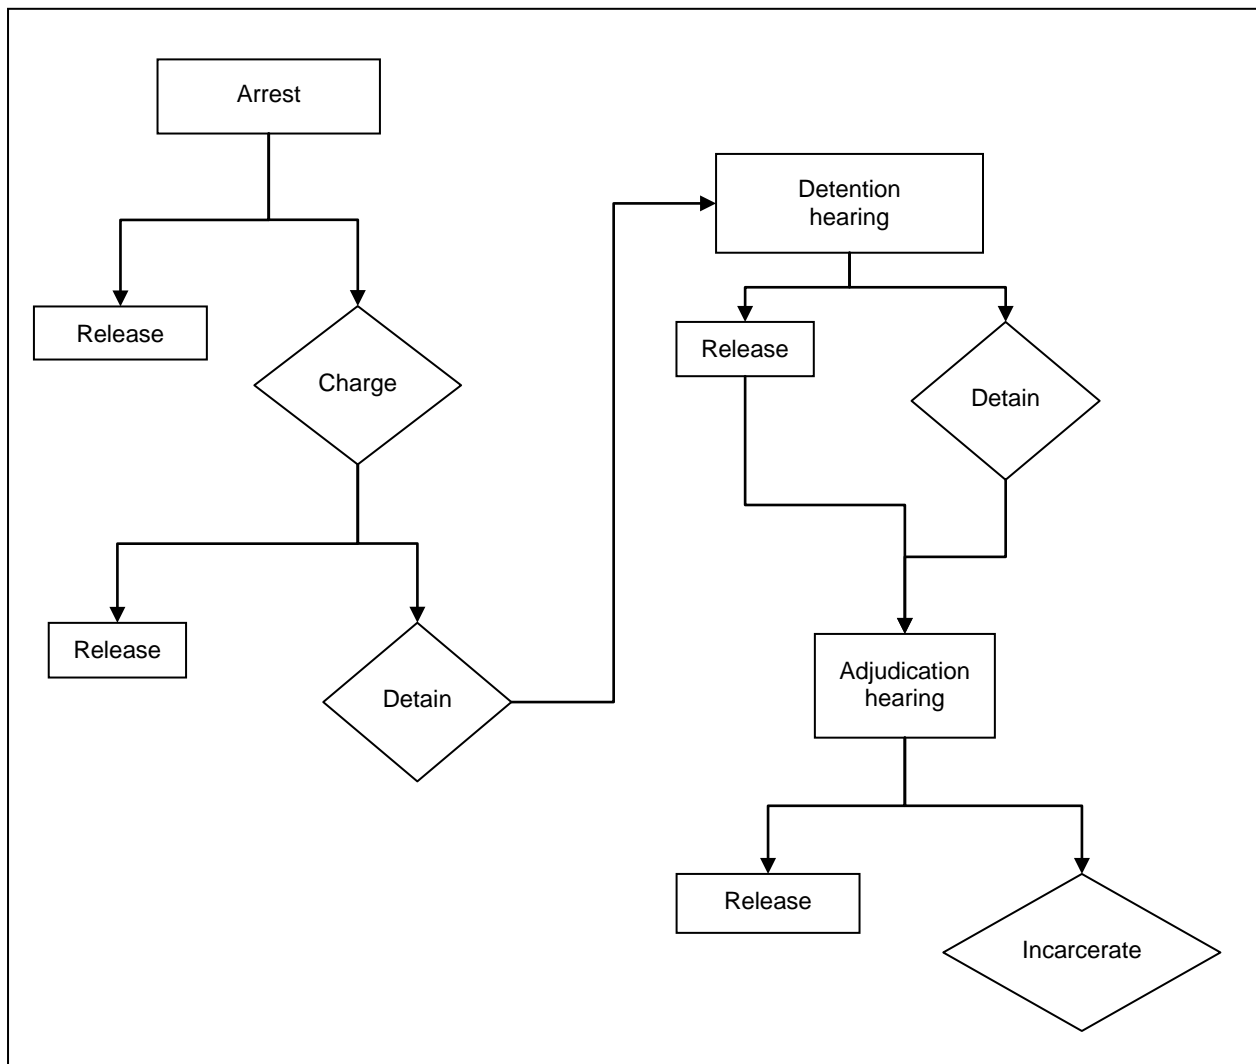 Arrest
Release
Charge
Release
Detain
Detention
hearing
Release
Detain
Adjudication
hearing
Release
Incarcerate